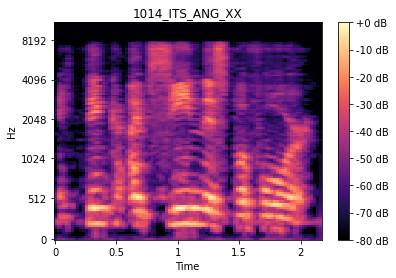 1014_ITS_ANG_XX
8192
4096
2048
1024
512
0
Hz
0
0.5
1
1.5
2
Time
+0 dB
-10 dB
-20 dB
-30 dB
-40 dB
-50 dB
-60 dB
-70 dB
-80 dB